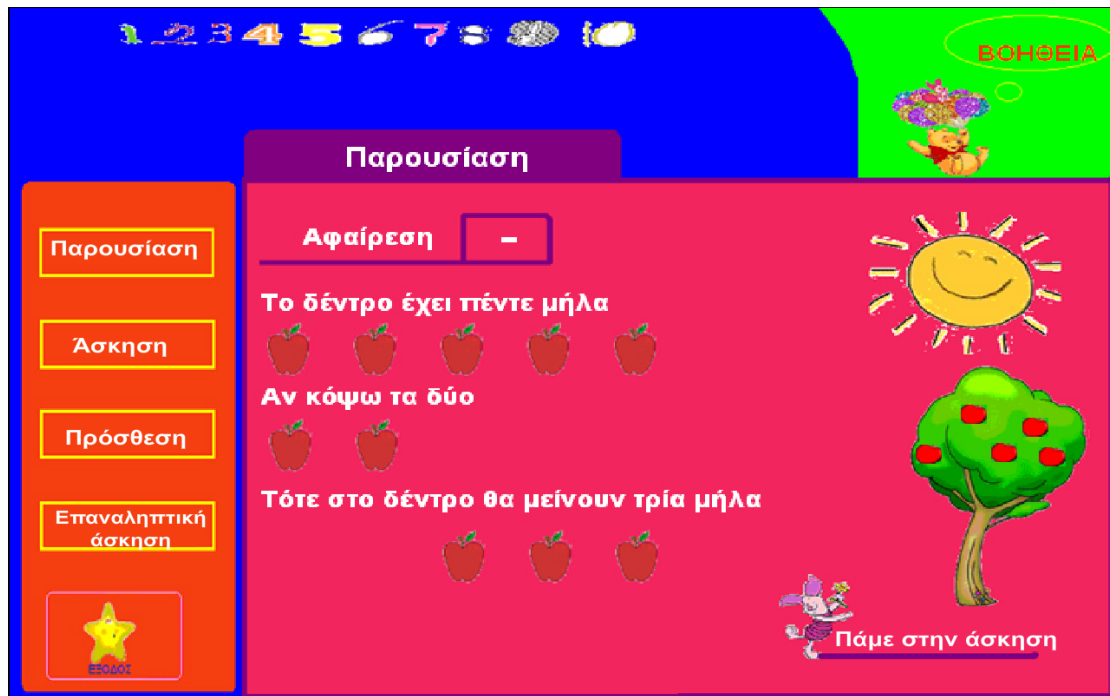 1 2 3 4 5 6 7 8 9 10
ΒΟΗΘΕΙΑ
Παρουσίαση
Παρουσίαση
Άσκηση
Πρόσθεση
Επαναληπτική
άσκηση
ΕΞΟΔΟΣ
Αφαίρεση -
Το δέντρο έχει πέντε μήλα
Αν κόψω τα δύο
Τότε στο δέντρο θα μείνουν τρία μήλα
Πάμε στην άσκηση